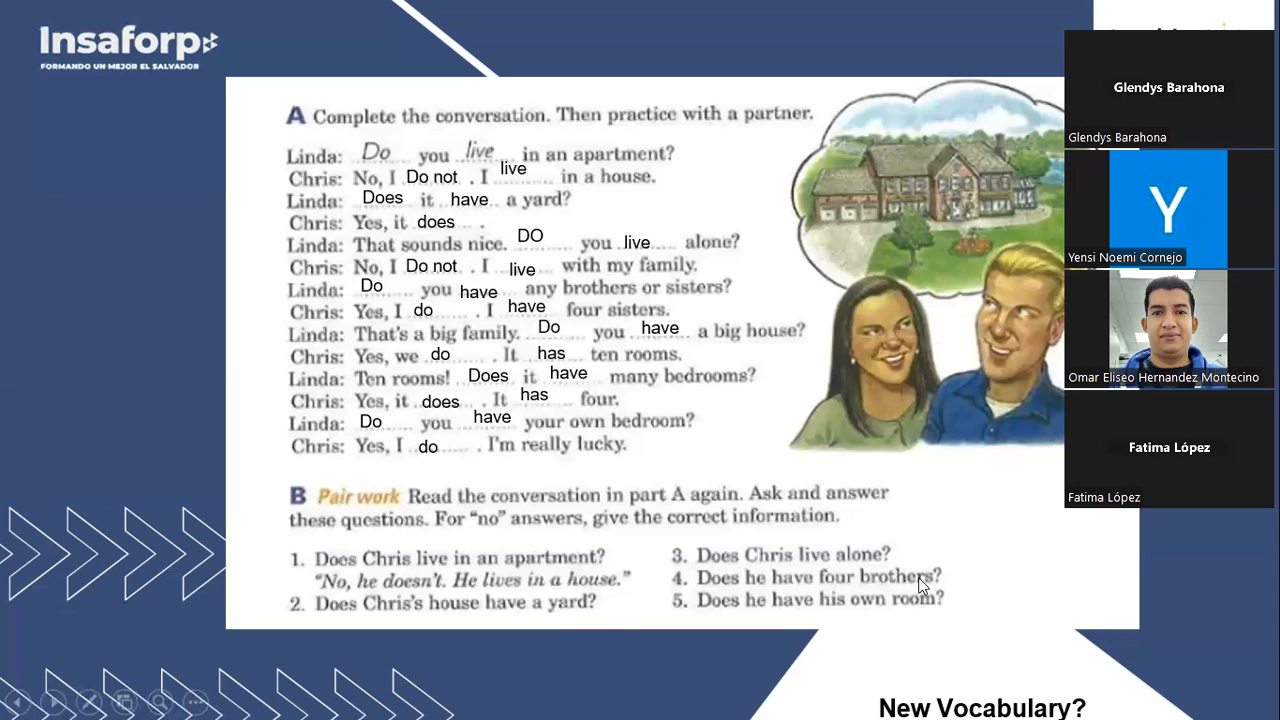 Insaforp
FORMANDO UN MEJOR EL SALVADOR
A Complete the conversation. Then practice with a partner.
Linda: Do you live in an apartment?
Chris: No, I Do not . I live in a house.
Linda: Does it have a yard?
Chris: Yes, it does .
Linda: That sounds nice. DO you live alone?
Chris: No, I Do not . I live with my family.
Linda: Do you have any brothers or sisters?
Chris: Yes, I do . I have four sisters.
Linda: That's a big family. Do you have a big house?
Chris: Yes, we do . It has ten rooms.
Linda: Ten rooms! Does it have many bedrooms?
Chris: Yes, it does . It has four.
Linda: Do you have your own bedroom?
Chris: Yes, I do . I'm really lucky.
B Pair work Read the conversation in part A again. Ask and answer
these questions. For "no" answers, give the correct information.
1. Does Chris live in an apartment?
"No, he doesn't. He lives in a house."
2. Does Chris's house have a yard?
3. Does Chris live alone?
4. Does he have four brothers?
5. Does he have his own room?
New Vocabulary?
Glendys Barahona
Glendys Barahona
Y
Yensi Noemi Cornejo
Omar Eliseo Hernandez Montecino
Fatima López
Fatima López